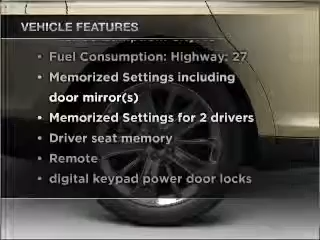 VEHICLE FEATURES
• Fuel Consumption: Highway: 27
• Memorized Settings including
door mirror(s)
• Memorized Settings for 2 drivers
• Driver seat memory
• Remote
• digital keypad power door locks